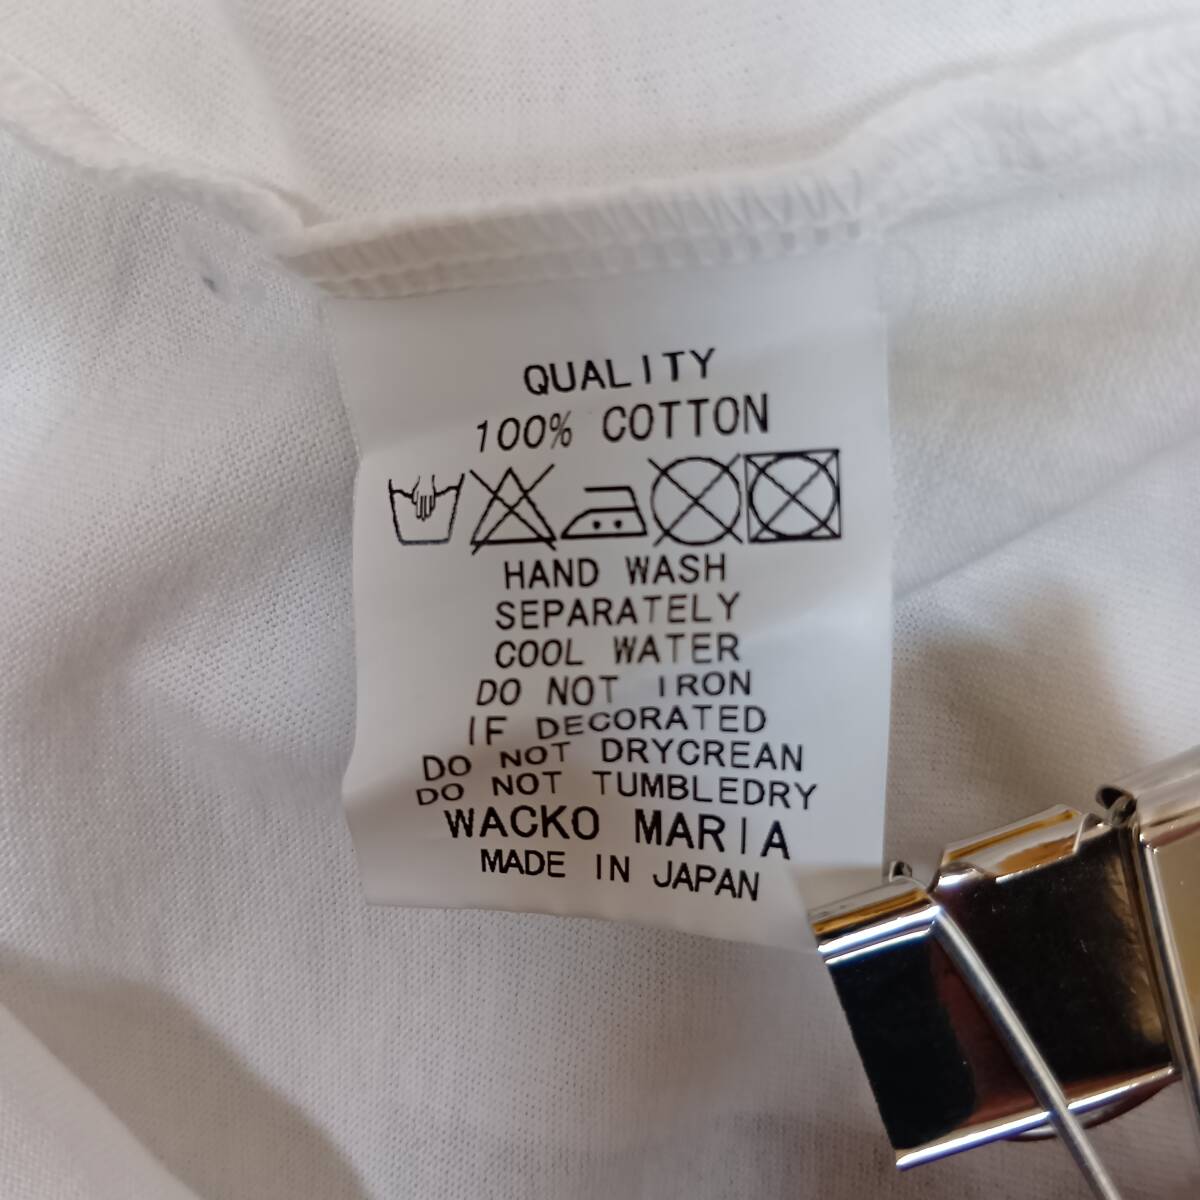 QUALITY
100% COTTON
HAND WASH
SEPARATELY
COOL WATER
DO NOT IRON
IF DECORATED
DO NOT DRYCREAN
DO NOT TUMBLEDRY
WACKO MARIA
MADE IN JAPAN